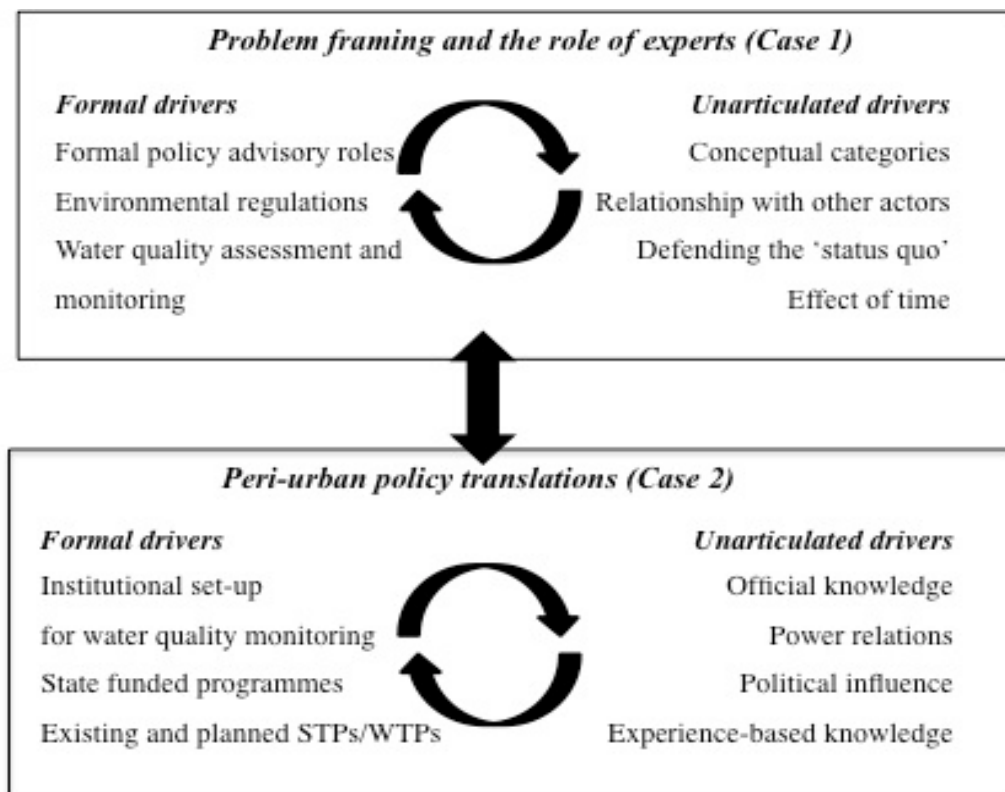 Problem framing and the role of experts (Case 1)
Formal drivers
Formal policy advisory roles
Environmental regulations
Water quality assessment and
monitoring
Unarticulated drivers
Conceptual categories
Relationship with other actors
Defending the ‘status quo’
Effect of time
Peri-urban policy translations (Case 2)
Formal drivers
Institutional set-up
for water quality monitoring
State funded programmes
Existing and planned STPs/WTPs
Unarticulated drivers
Official knowledge
Power relations
Political influence
Experience-based knowledge